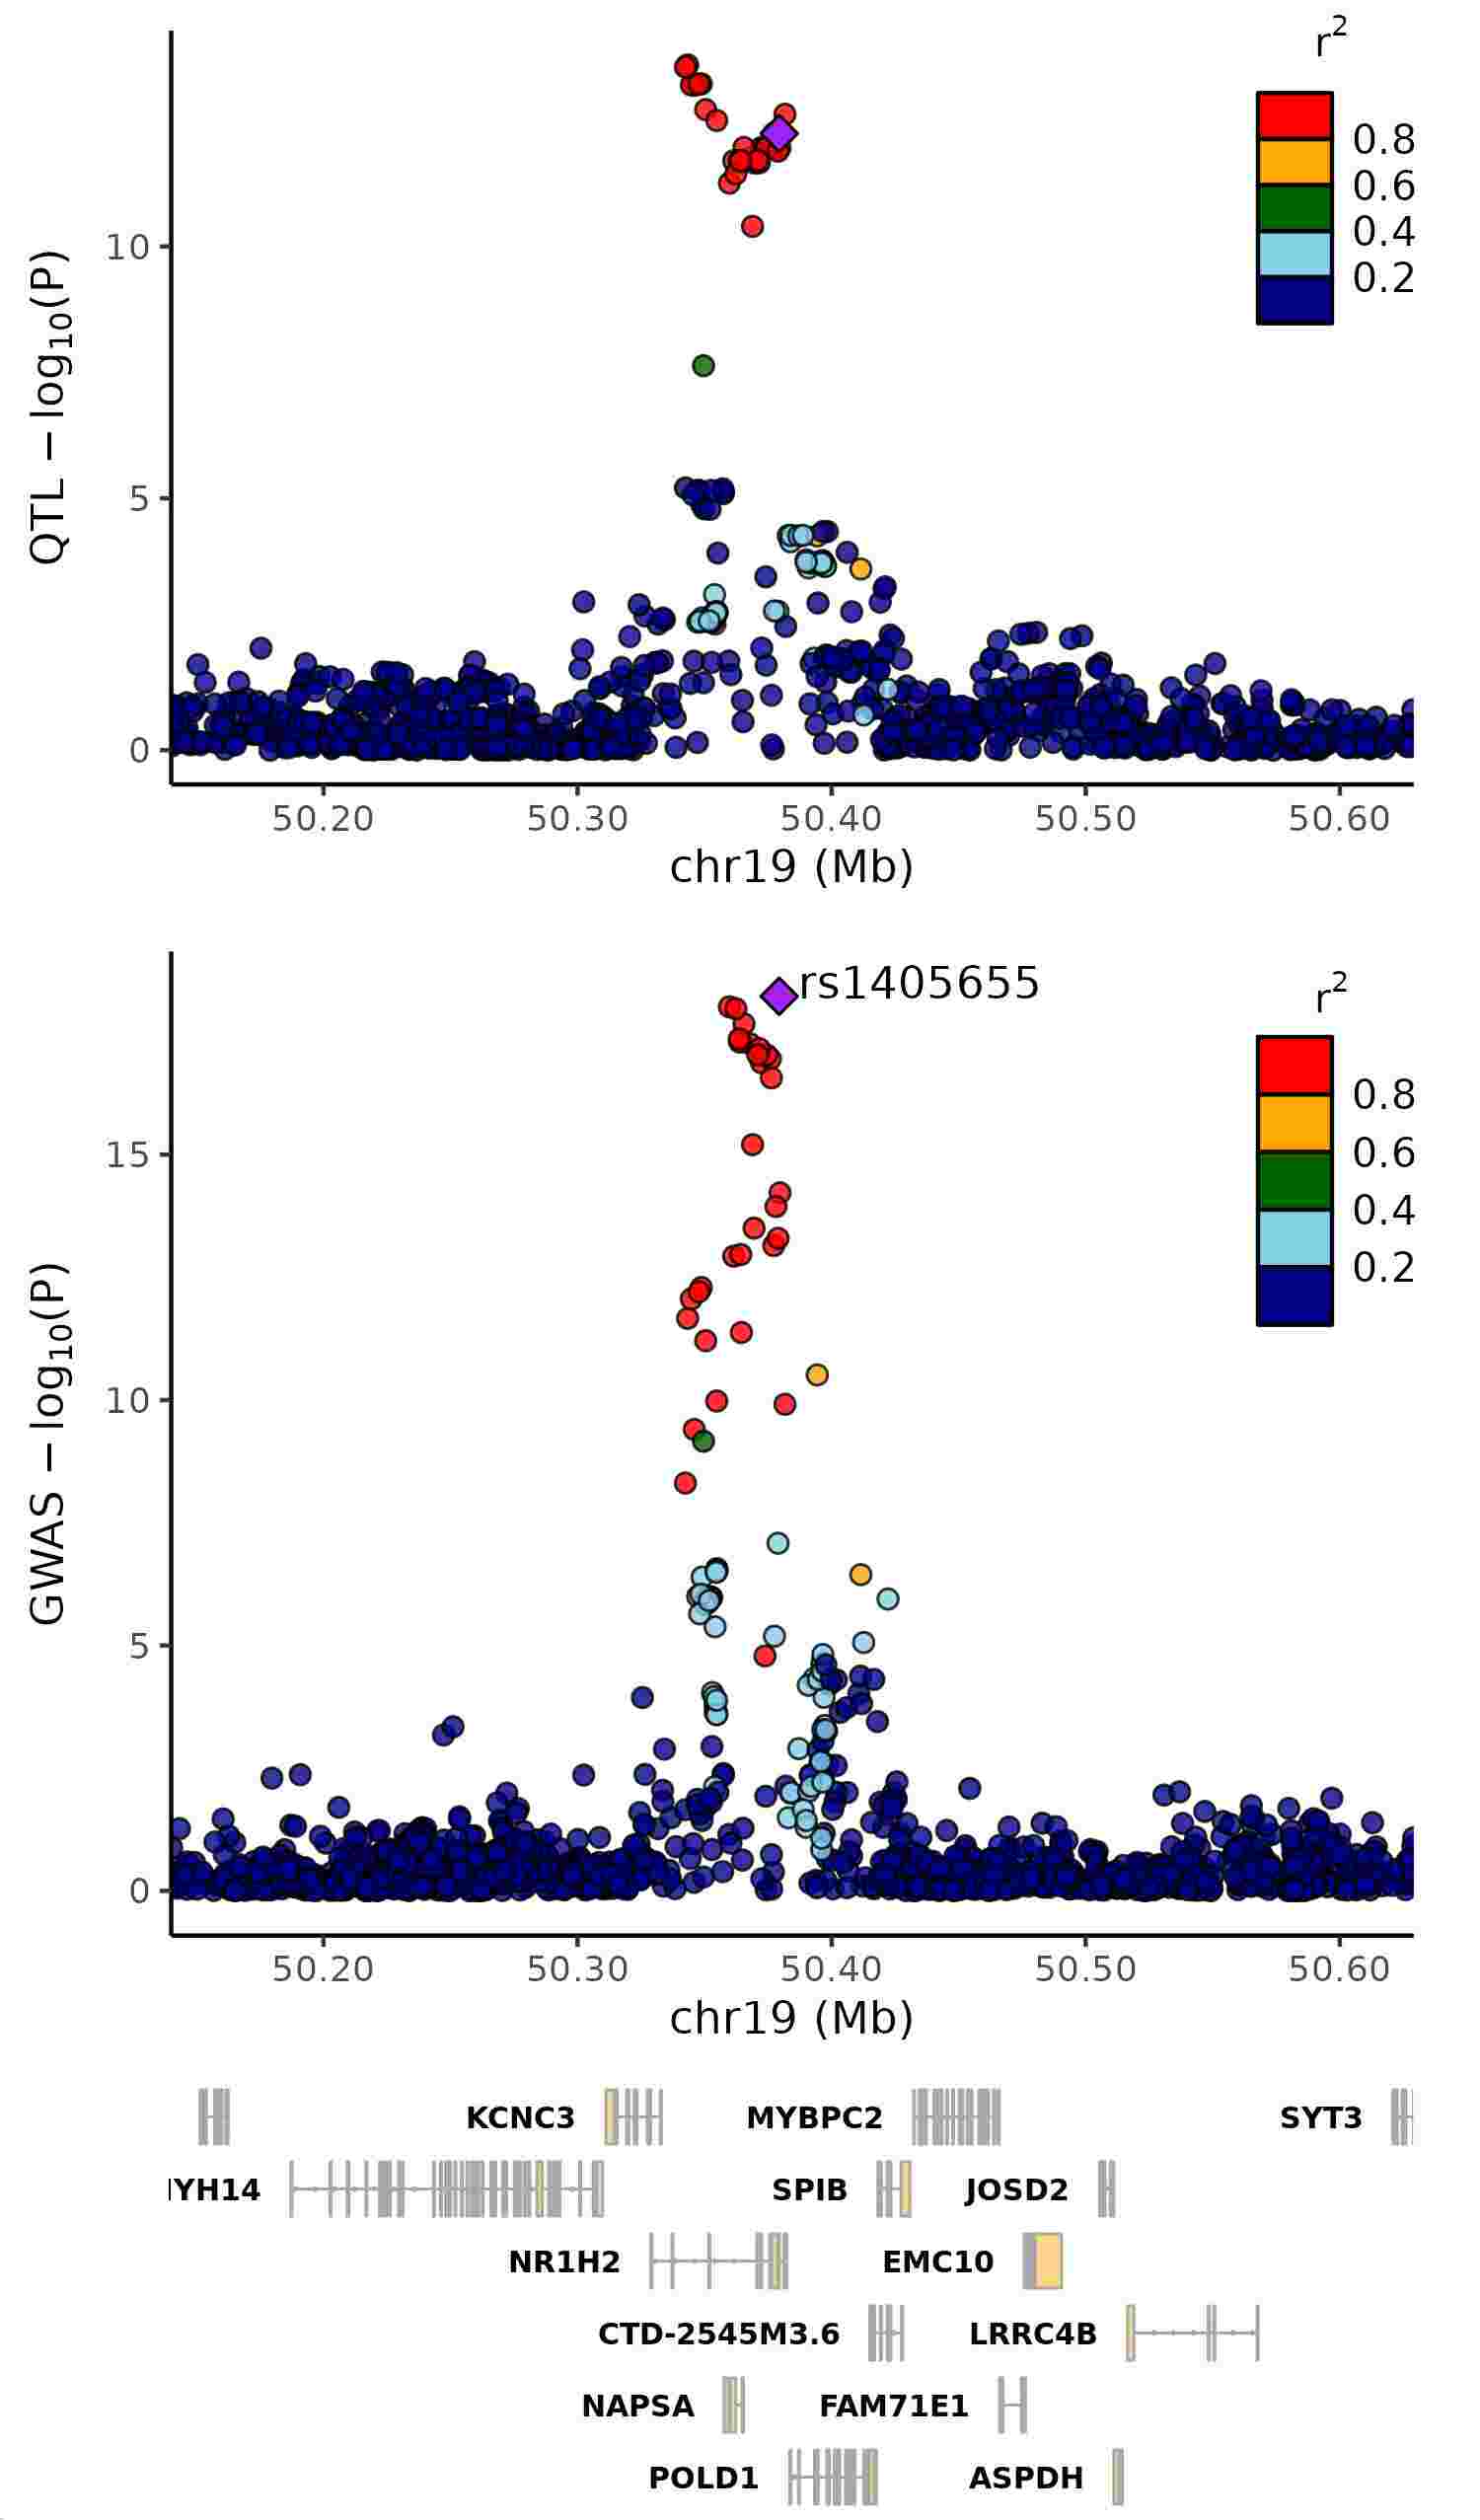 r2
0.8
0.6
0.4
0.2
10
5
0
QTL −log10(P)
50.20 50.30 50.40 50.50 50.60
chr19 (Mb)
rs1405655
r2
0.8
0.6
0.4
0.2
15
10
5
0
GWAS −log10(P)
50.20 50.30 50.40 50.50 50.60
chr19 (Mb)
KCNC3 MYBPC2 SYT3
YH14 SPIB JOSD2
NR1H2 EMC10
CTD-2545M3.6 LRRC4B
NAPSA FAM71E1
POLD1 ASPDH